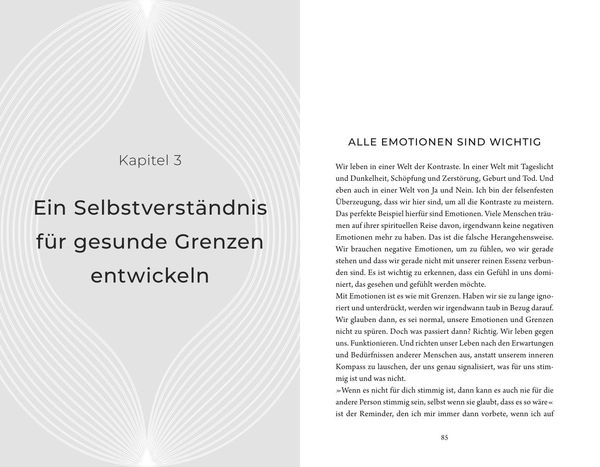 Kapitel 3
Ein Selbstverständnis
für gesunde Grenzen
entwickeln
ALLE EMOTIONEN SIND WICHTIG
Wir leben in einer Welt der Kontraste. In einer Welt mit Tageslicht
und Dunkelheit, Schöpfung und Zerstörung, Geburt und Tod. Und
eben auch in einer Welt von Ja und Nein. Ich bin der felsenfesten
Überzeugung, dass wir hier sind, um all die Kontraste zu meistern.
Das perfekte Beispiel hierfür sind Emotionen. Viele Menschen träu-
men auf ihrer spirituellen Reise davon, irgendwann keine negativen
Emotionen mehr zu haben. Das ist die falsche Herangehensweise.
Wir brauchen negative Emotionen, um zu fühlen, wo wir gerade
stehen und dass wir gerade nicht mit unserer reinen Essenz verbun-
den sind. Es ist wichtig zu erkennen, dass ein Gefühl in uns domi-
niert, das gesehen und gefühlt werden möchte.
Mit Emotionen ist es wie mit Grenzen. Haben wir sie zu lange igno-
riert und unterdrückt, werden wir irgendwann taub in Bezug darauf.
Wir glauben dann, es sei normal, unsere Emotionen und Grenzen
nicht zu spüren. Doch was passiert dann? Richtig. Wir leben gegen
uns. Funktionieren. Und richten unser Leben nach den Erwartungen
und Bedürfnissen anderer Menschen aus, anstatt unserem inneren
Kompass zu lauschen, der uns genau signalisiert, was für uns stim-
mig ist und was nicht.
»Wenn es nicht für dich stimmig ist, dann kann es auch nie für die
andere Person stimmig sein, selbst wenn sie glaubt, dass es so wäre«
ist der Reminder, den ich mir immer dann vorbete, wenn ich auf
85